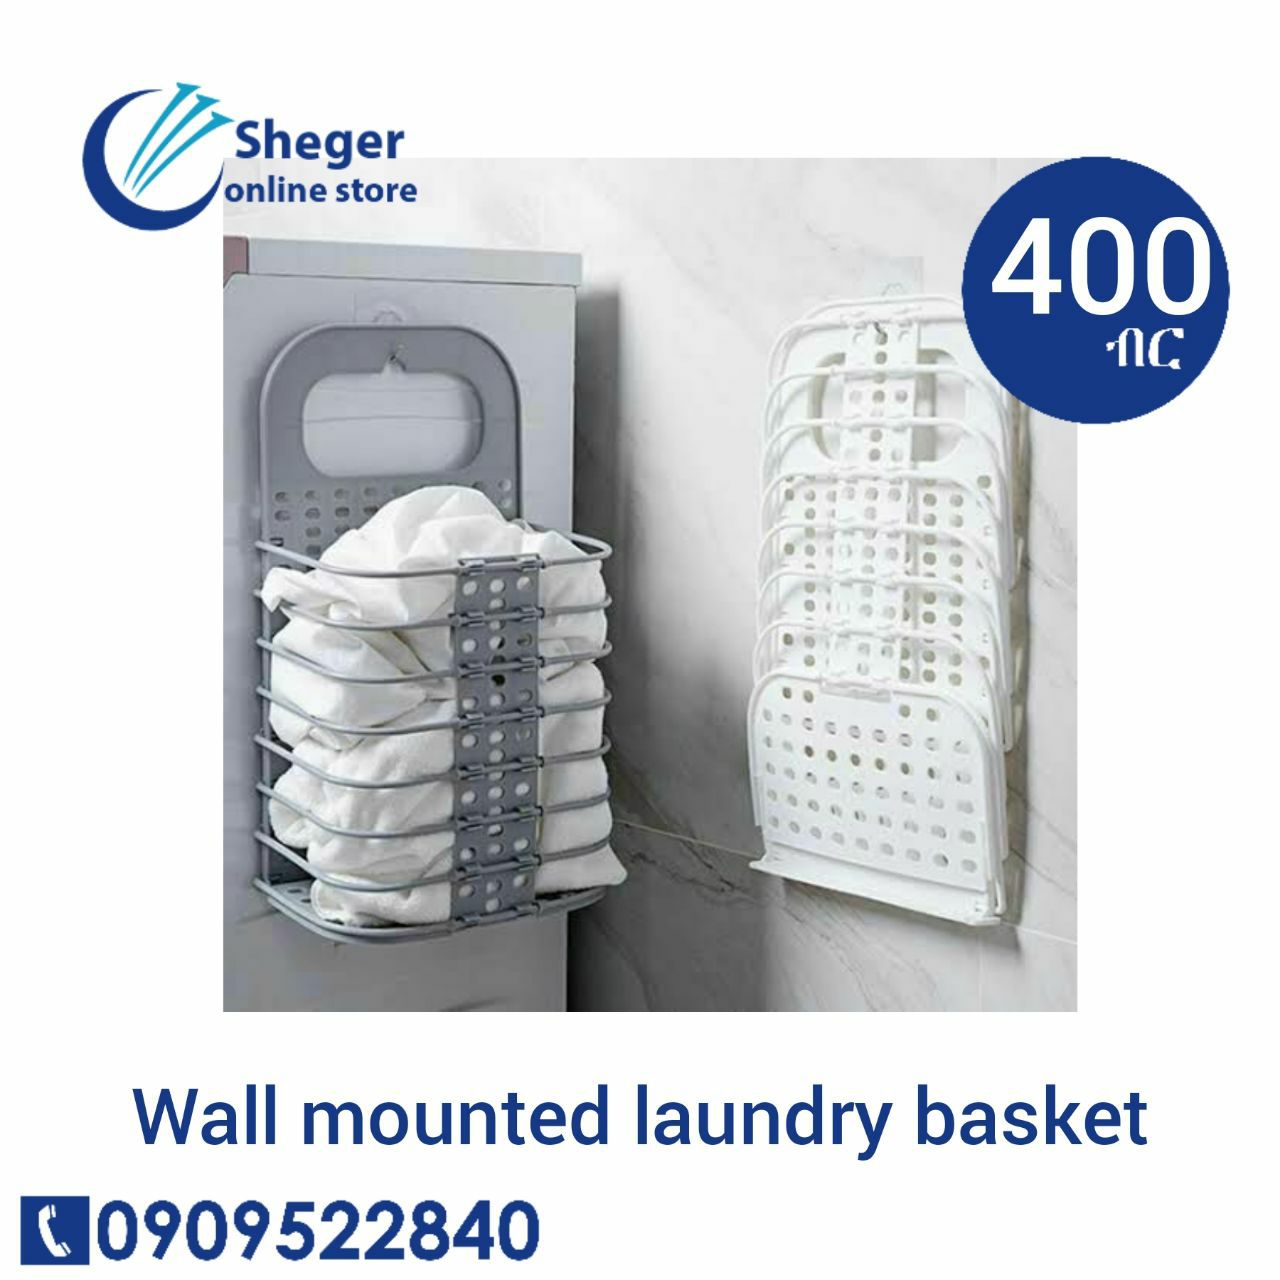 Sheger
online store
400
ብር
Wall mounted laundry basket
0909522840